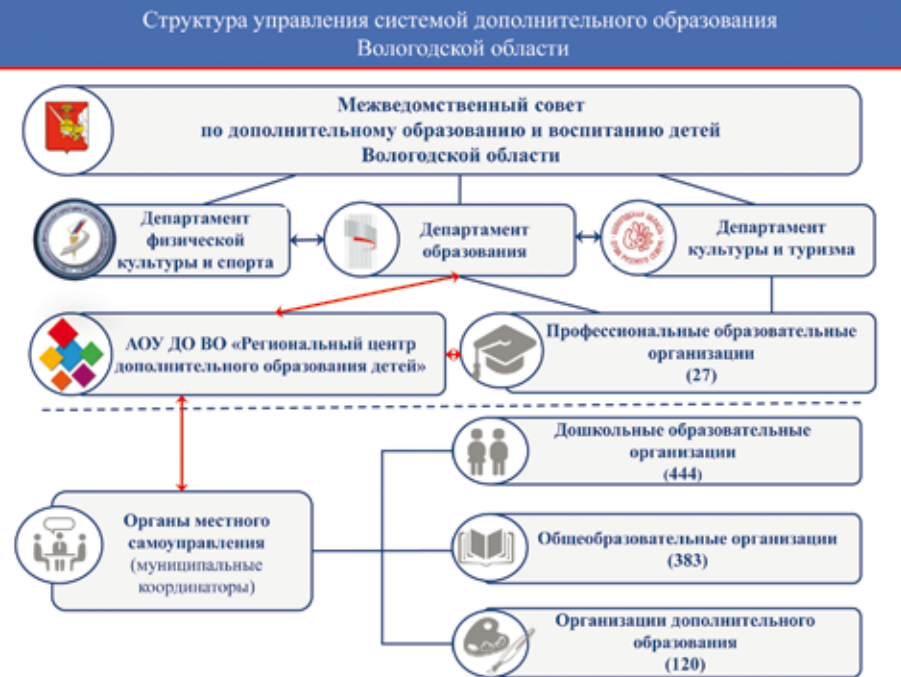 Структура управления системой дополнительного образования
Вологодской области
Межведомственный совет
по дополнительному образованию и воспитанию детей
Вологодской области
Департамент
физической
культуры и спорта
Департамент
образования
Департамент
культуры и туризма
АОУ ДО ВО «Региональный центр
дополнительного образования детей»
Профессиональные образовательные
организации
(27)
Дошкольные образовательные
организации
(444)
Органы местного
самоуправления
(муниципальные
координаторы)
Общеобразовательные организации
(383)
Организации дополнительного
образования
(120)